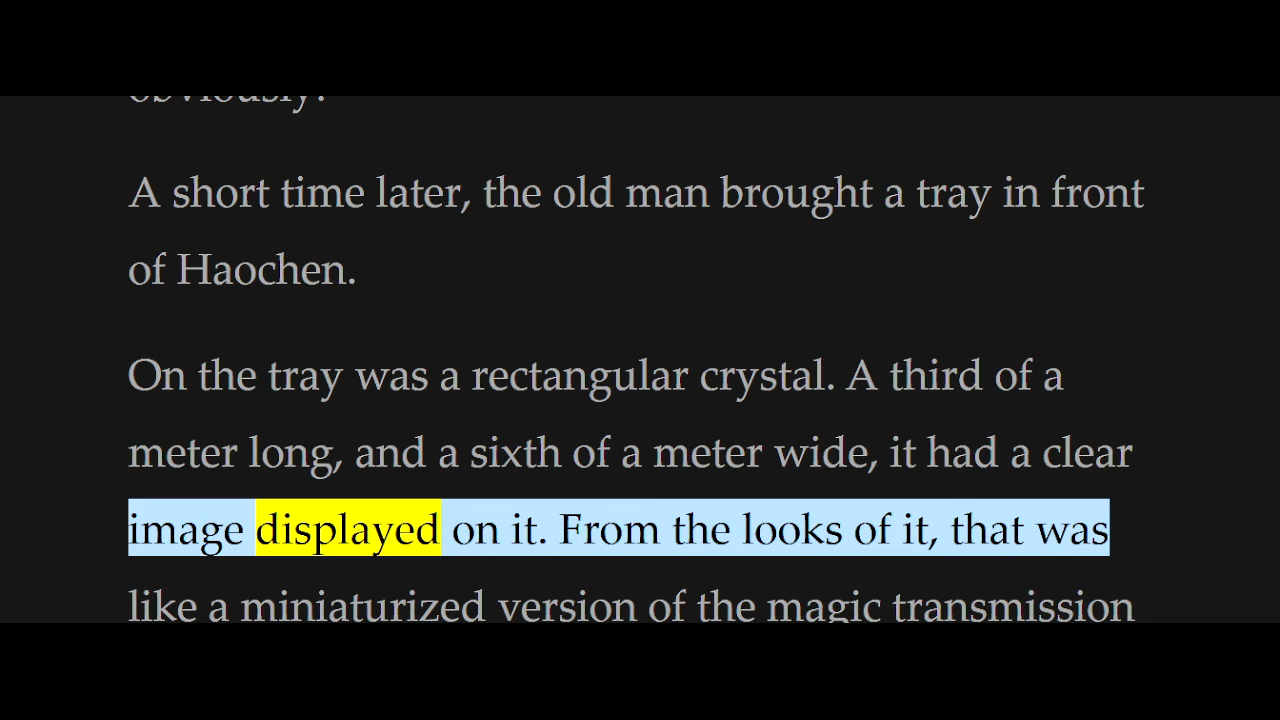 obviously.
A short time later, the old man brought a tray in front
of Haochen.
On the tray was a rectangular crystal. A third of a
meter long, and a sixth of a meter wide, it had a clear
image displayed on it. From the looks of it, that was
like a miniaturized version of the magic transmission